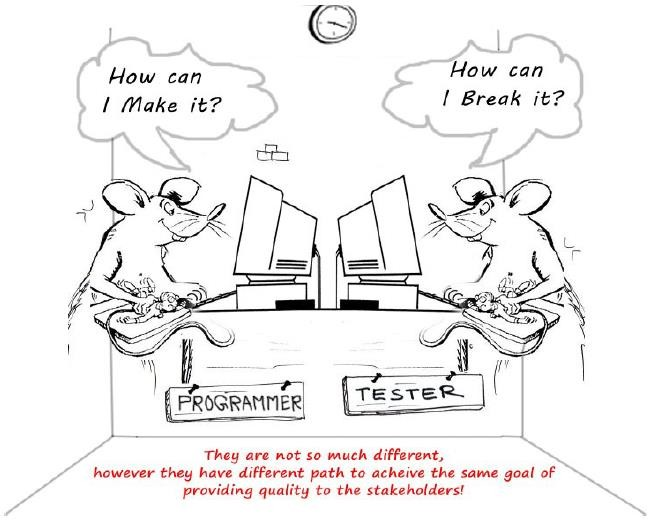 How can
I Make it?
How can
I Break it?
PROGRAMMER
TESTER
They are not so much different,
however they have different path to acheive the same goal of
providing quality to the stakeholders!